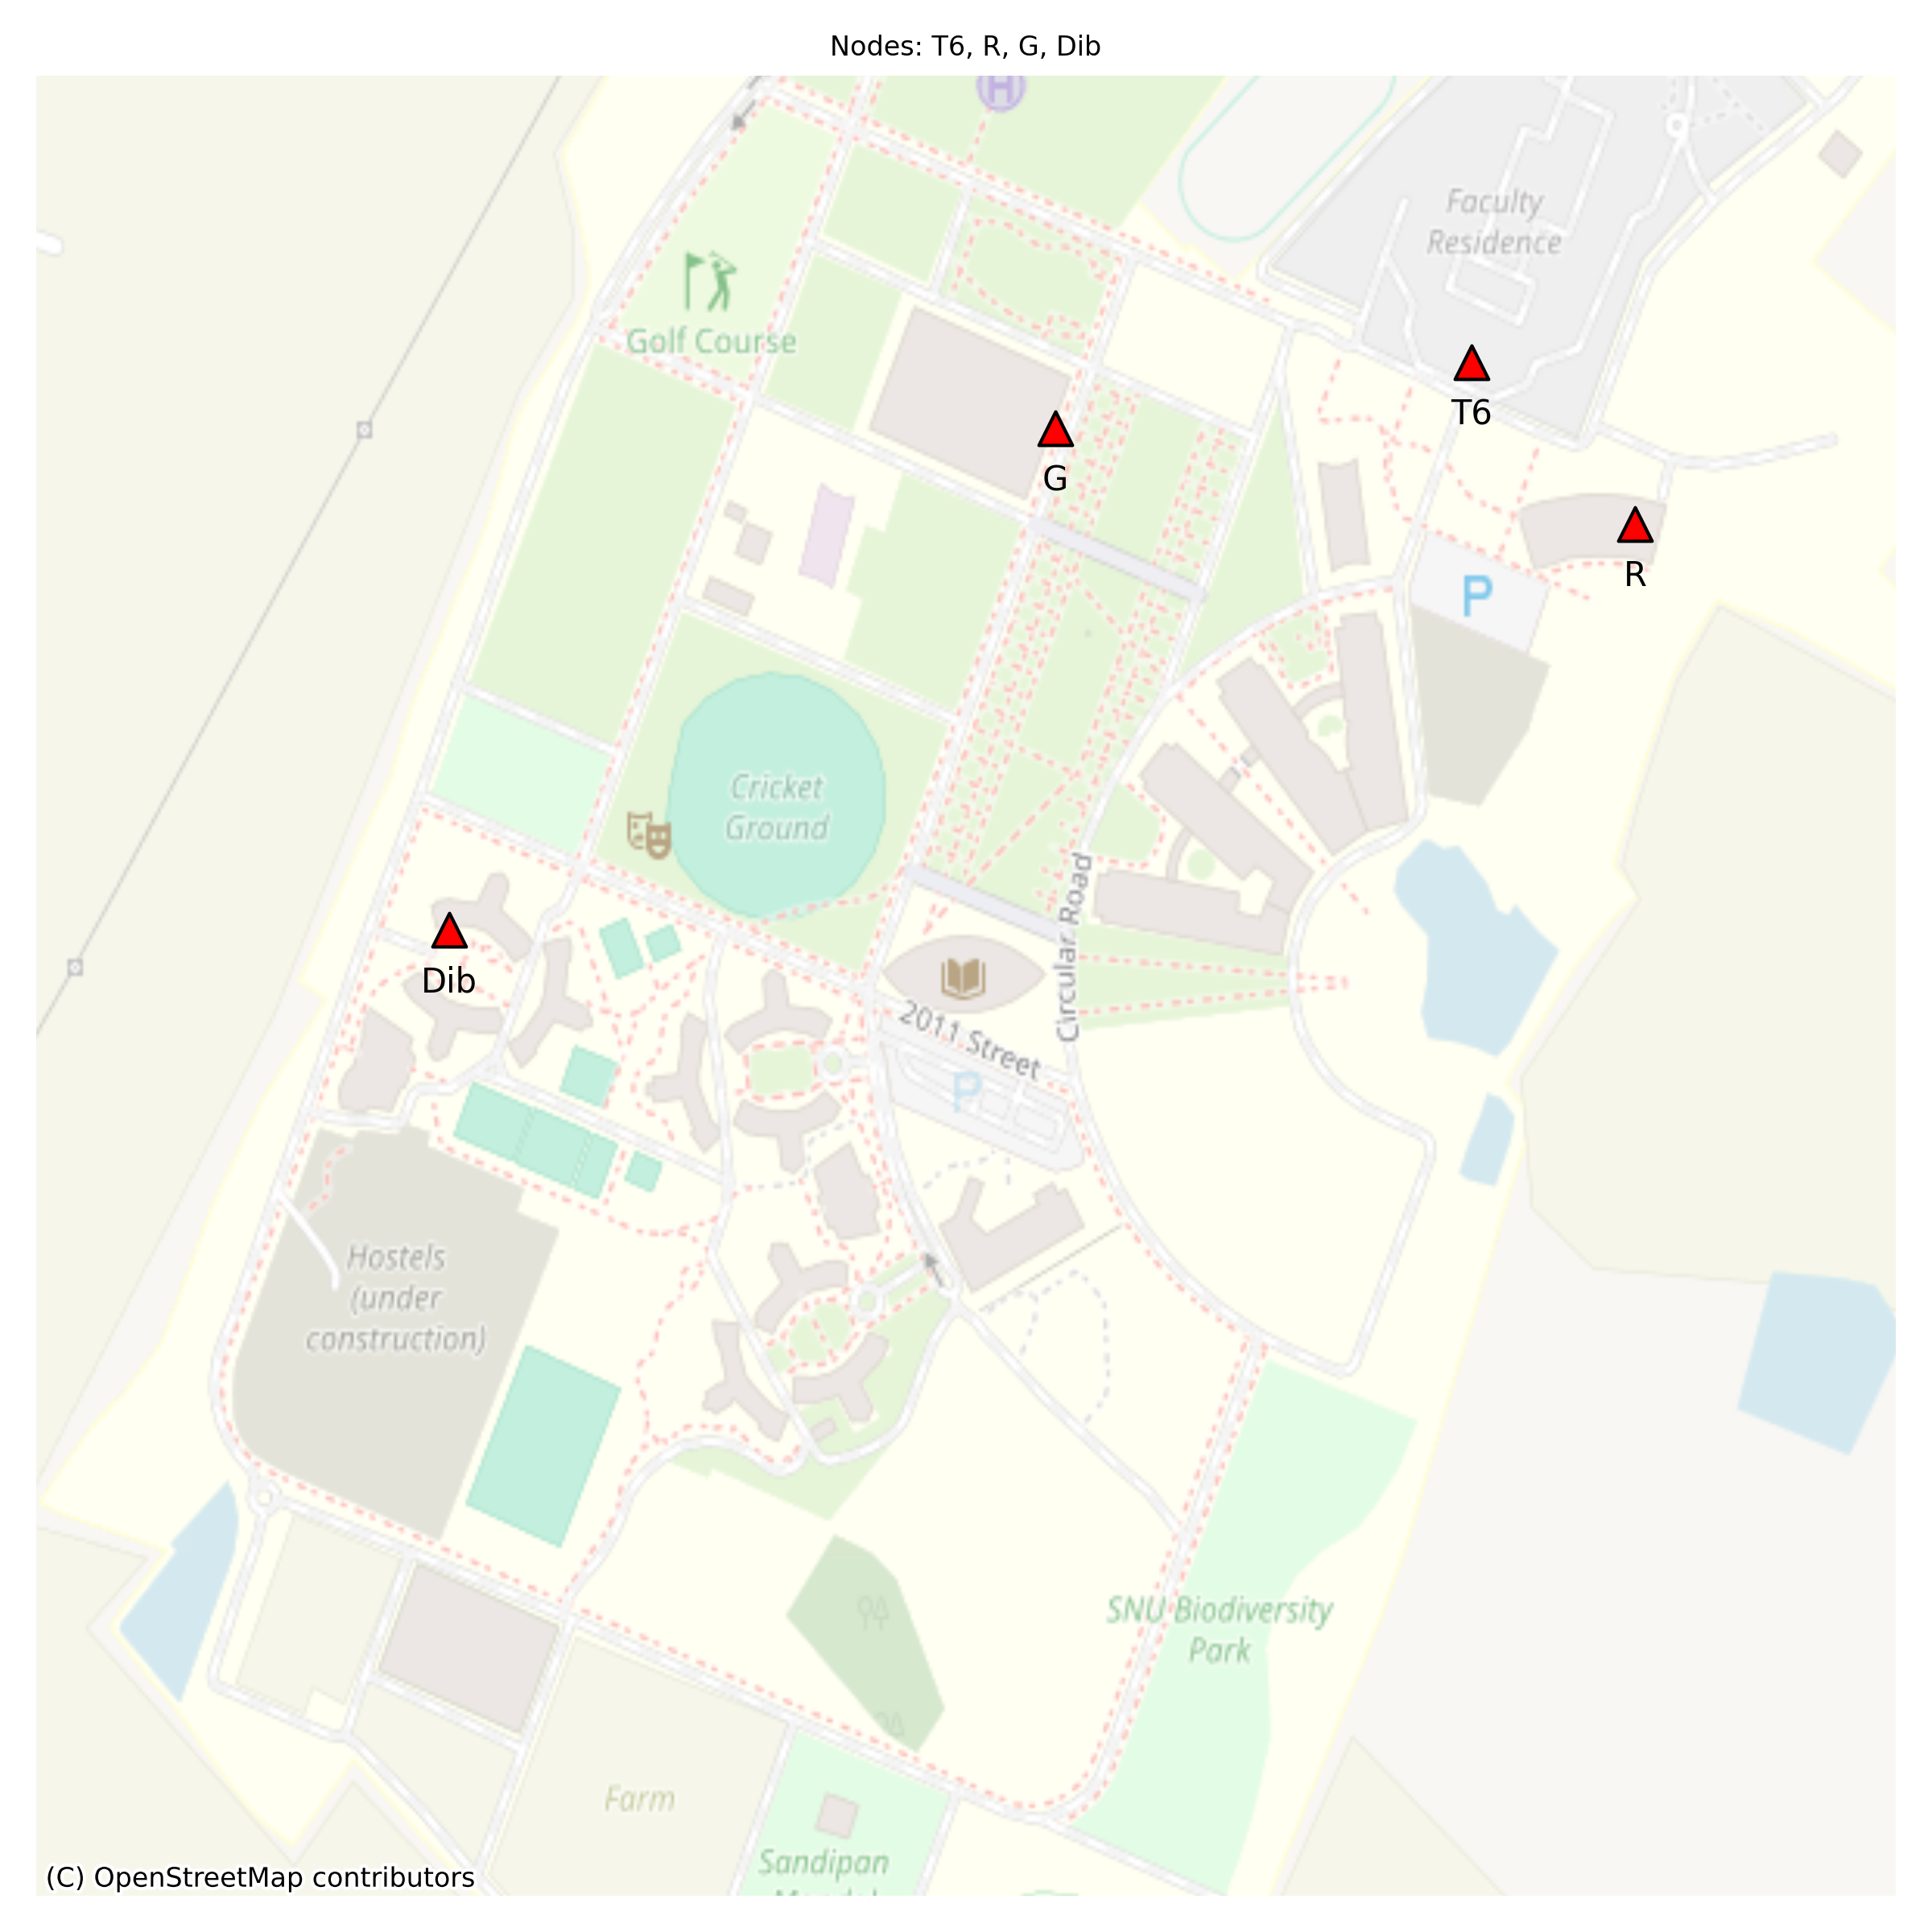 Nodes: T6, R, G, Dib
H
Faculty
Residence
Golf Course
T6
G
R
P
Cricket
Ground
Dib
Circular Road
2011 Street
P
Hostels
(under
construction)
SNU Biodiversity
Park
Farm
Sandipan
(C) OpenStreetMap contributors